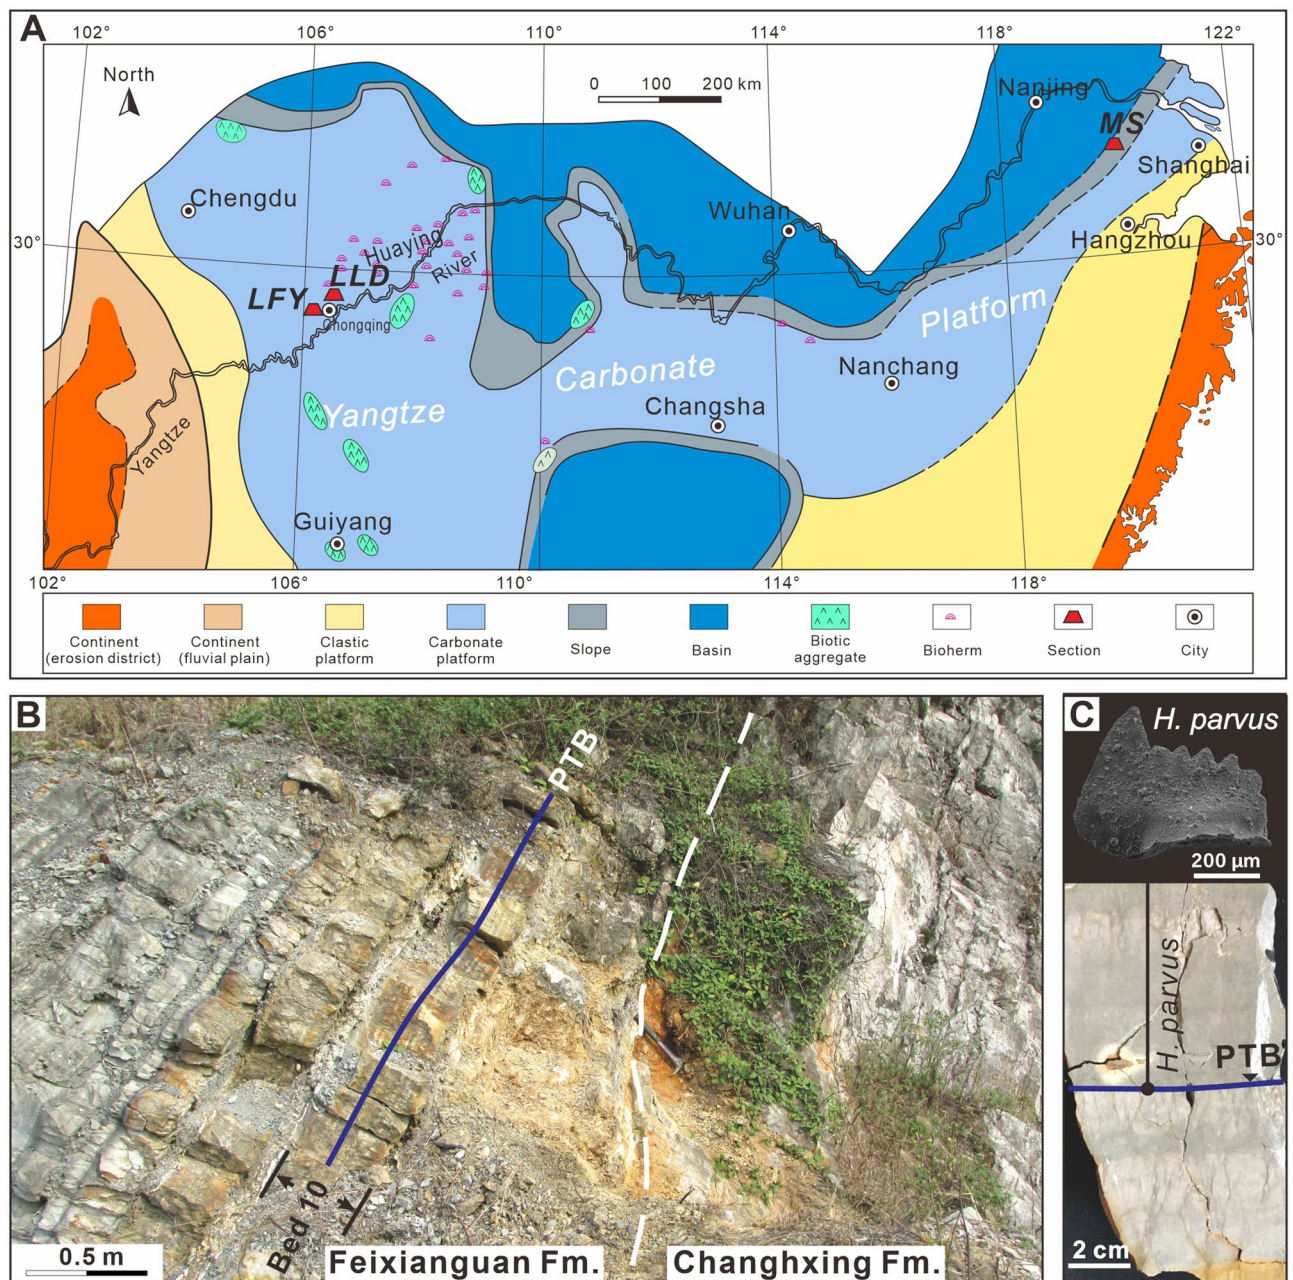 A
102°
106°
110°
114°
118°
122°
North
0 100 200 km
Nanjing
MS
Shanghai
Chengdu
Wuhan
Hangzhou
30°
30°
Huaying
River
LLD
LFY
Chongqing
Platform
Carbonate
Nanchang
Yangtze
Changsha
Yangtze
Guiyang
102°
106°
110°
114°
118°
Continent
(erosion district)
Continent
(fluvial plain)
Clastic
platform
Carbonate
platform
Slope
Basin
Biotic
aggregate
Bioherm
Section
City
B
PTB
Bed 10
0.5 m
Feixianguan Fm.
Changhxing Fm.
C
H. parvus
200 µm
H. parvus
PTB
2 cm